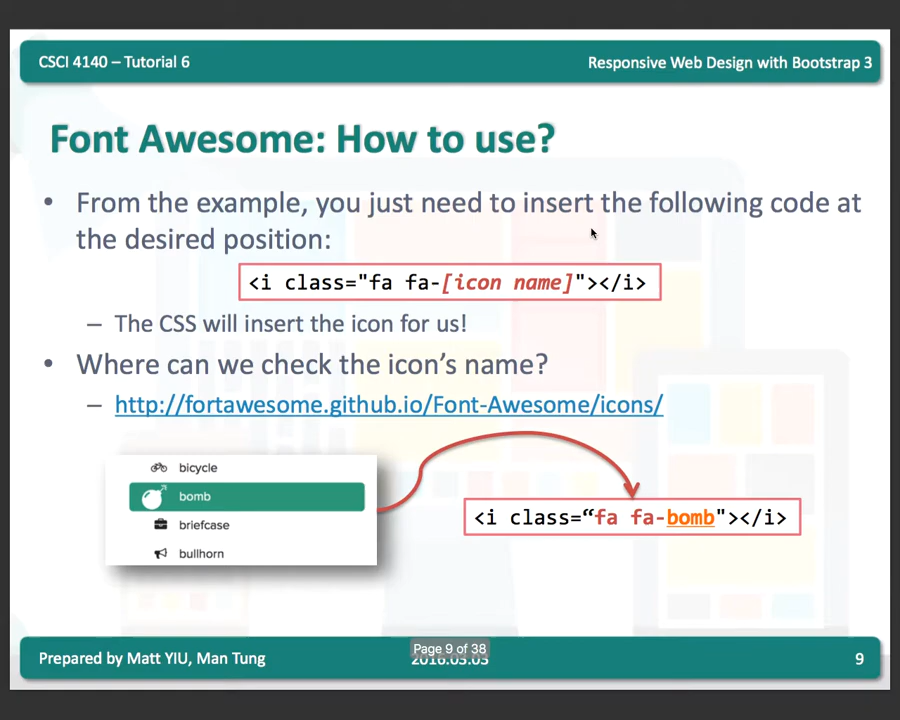 CSCI 4140 – Tutorial 6
Responsive Web Design with Bootstrap 3
Font Awesome: How to use?
• From the example, you just need to insert the following code at
the desired position:
<i class="fa fa-[icon name]"></i>
– The CSS will insert the icon for us!
• Where can we check the icon’s name?
– http://fortawesome.github.io/Font-Awesome/icons/
bicycle
bomb
briefcase
bullhorn
<i class=“fa fa-bomb"></i>
Prepared by Matt YIU, Man Tung
Page 9 of 38
2016.03.03
9